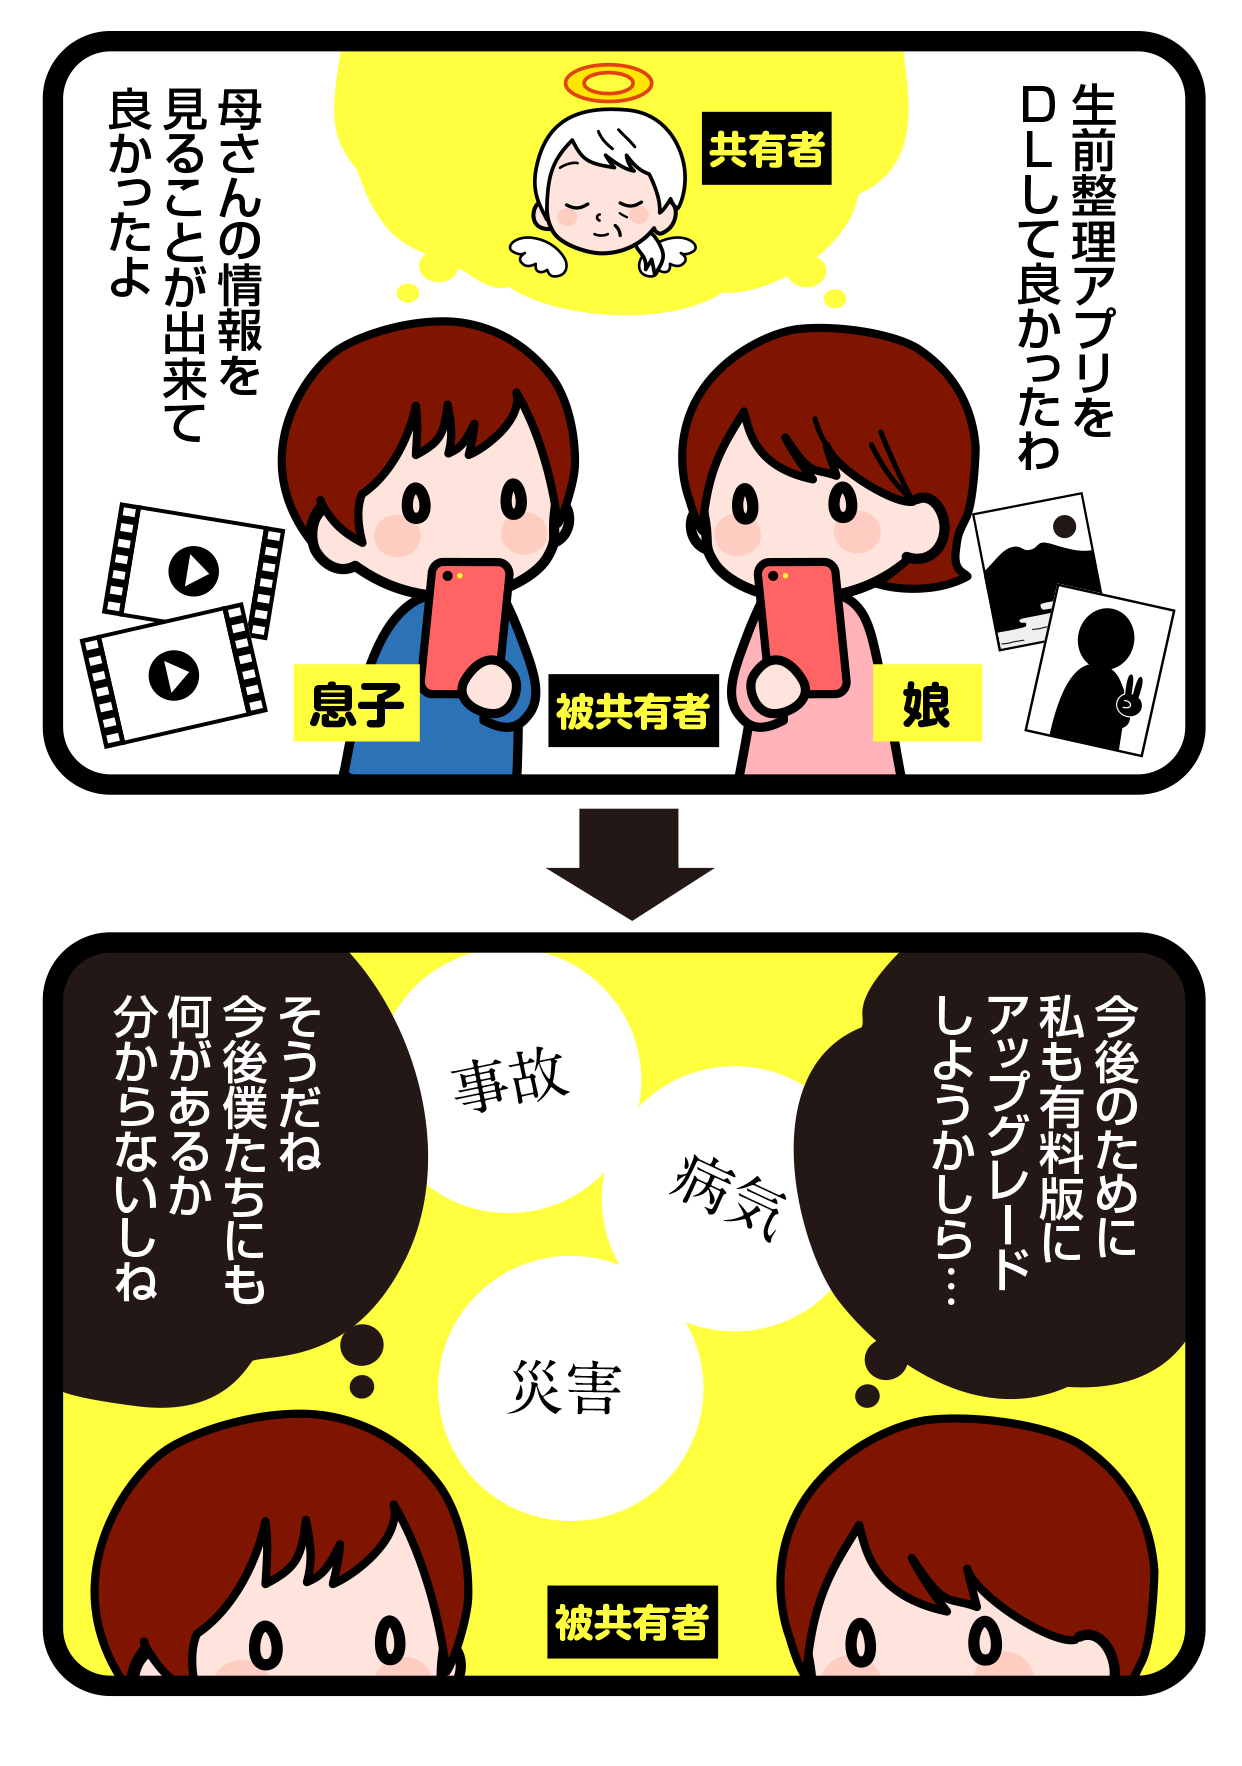 生前整理アプリを
DLして良かったわ
共有者
母さんの情報を
見ることが出来て
良かったよ
娘
被共有者
息子
今後のために
私も有料版に
アップグレード
しようかしら…
事故
病気
災害
そうだね
今後僕たちにも
何があるか
分からないしね
被共有者